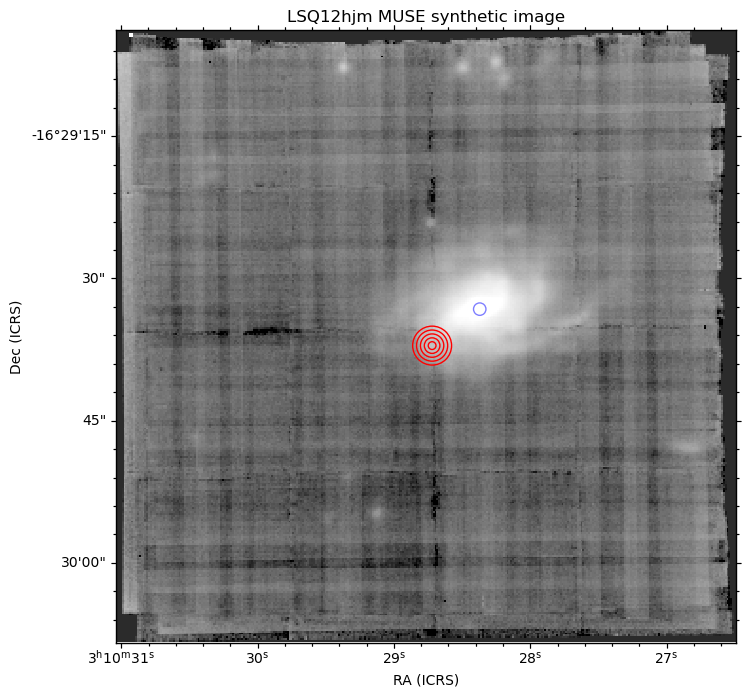 LSQ12hjm MUSE synthetic image
-16°29'15"
30"
45"
30'00"
Dec (ICRS)
3ʰ10ᵐ31ˢ
30ˢ
29ˢ
28ˢ
27ˢ
RA (ICRS)